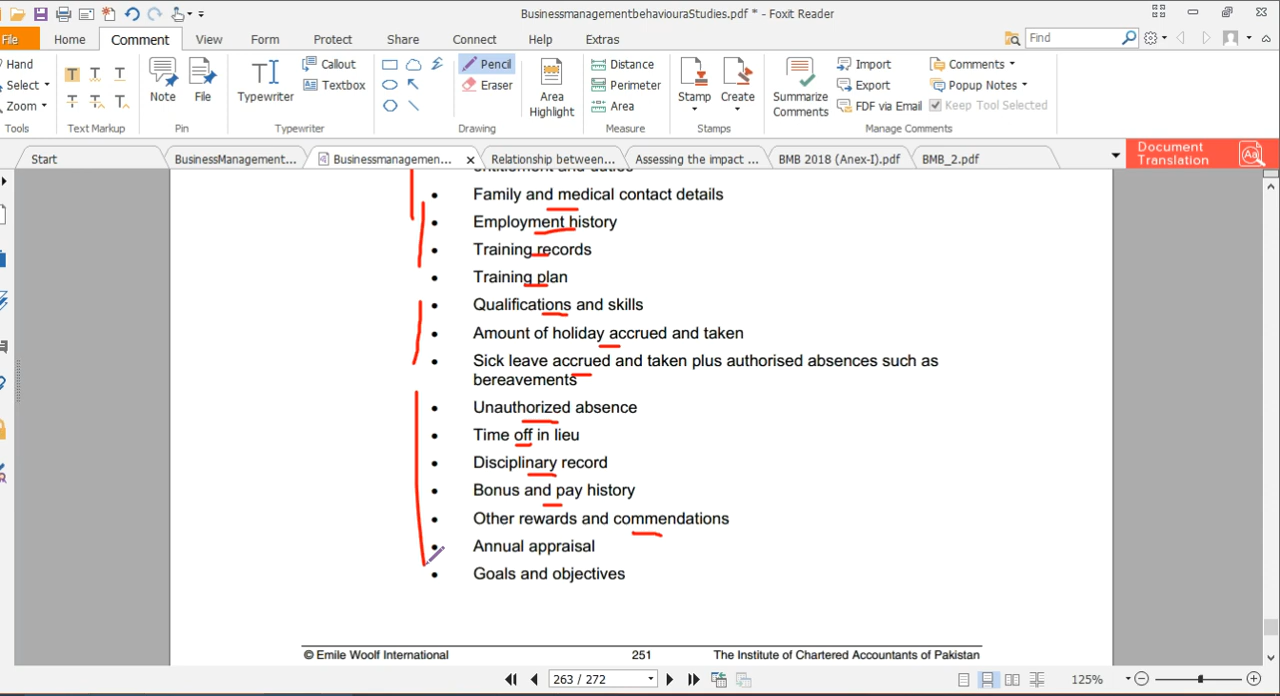 BusinessmanagementbehaviouraStudies.pdf * - Foxit Reader
File Home Comment View Form Protect Share Connect Help Extras Find
Hand
Select
Zoom
Tools
Text Markup
Note
File
Pin
Typewriter
Callout
Textbox
Typewriter
Pencil
Eraser
Area
Highlight
Drawing
Distance
Perimeter
Area
Measure
Stamp
Create
Stamps
Summarize
Comments
Import
Export
FDF via Email
Comments
Popup Notes
Keep Tool Selected
Manage Comments
Start BusinessManagement... Businessmanagemen... Relationship between... Assessing the impact ... BMB 2018 (Anex-I).pdf BMB_2.pdf
Document
Translation
entitlement and duties
• Family and medical contact details
• Employment history
• Training records
• Training plan
• Qualifications and skills
• Amount of holiday accrued and taken
• Sick leave accrued and taken plus authorised absences such as
bereavements
• Unauthorized absence
• Time off in lieu
• Disciplinary record
• Bonus and pay history
• Other rewards and commendations
• Annual appraisal
• Goals and objectives
© Emile Woolf International 251 The Institute of Chartered Accountants of Pakistan
263 / 272 125%